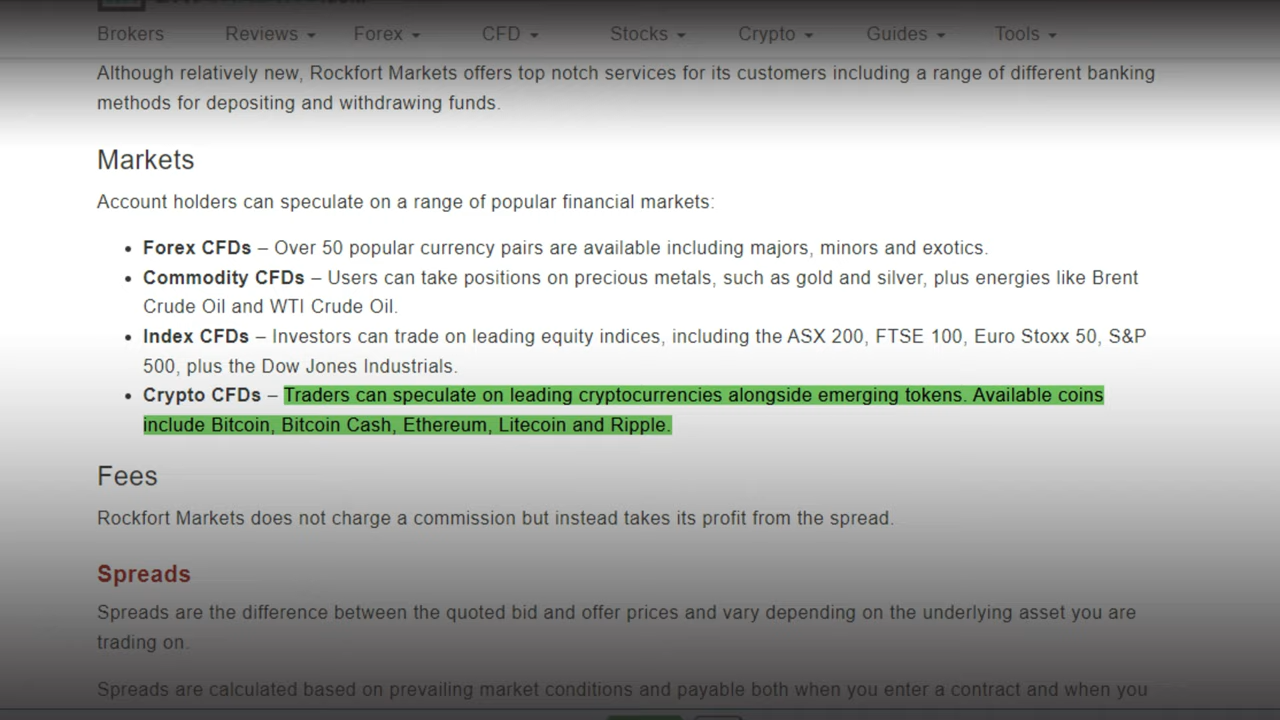 Brokers Reviews Forex CFD Stocks Crypto Guides Tools
Although relatively new, Rockfort Markets offers top notch services for its customers including a range of different banking
methods for depositing and withdrawing funds.
Markets
Account holders can speculate on a range of popular financial markets:
• Forex CFDs – Over 50 popular currency pairs are available including majors, minors and exotics.
• Commodity CFDs – Users can take positions on precious metals, such as gold and silver, plus energies like Brent
Crude Oil and WTI Crude Oil.
• Index CFDs – Investors can trade on leading equity indices, including the ASX 200, FTSE 100, Euro Stoxx 50, S&P
500, plus the Dow Jones Industrials.
• Crypto CFDs – Traders can speculate on leading cryptocurrencies alongside emerging tokens. Available coins
include Bitcoin, Bitcoin Cash, Ethereum, Litecoin and Ripple.
Fees
Rockfort Markets does not charge a commission but instead takes its profit from the spread.
Spreads
Spreads are the difference between the quoted bid and offer prices and vary depending on the underlying asset you are
trading on.
Spreads are calculated based on prevailing market conditions and payable both when you enter a contract and when you